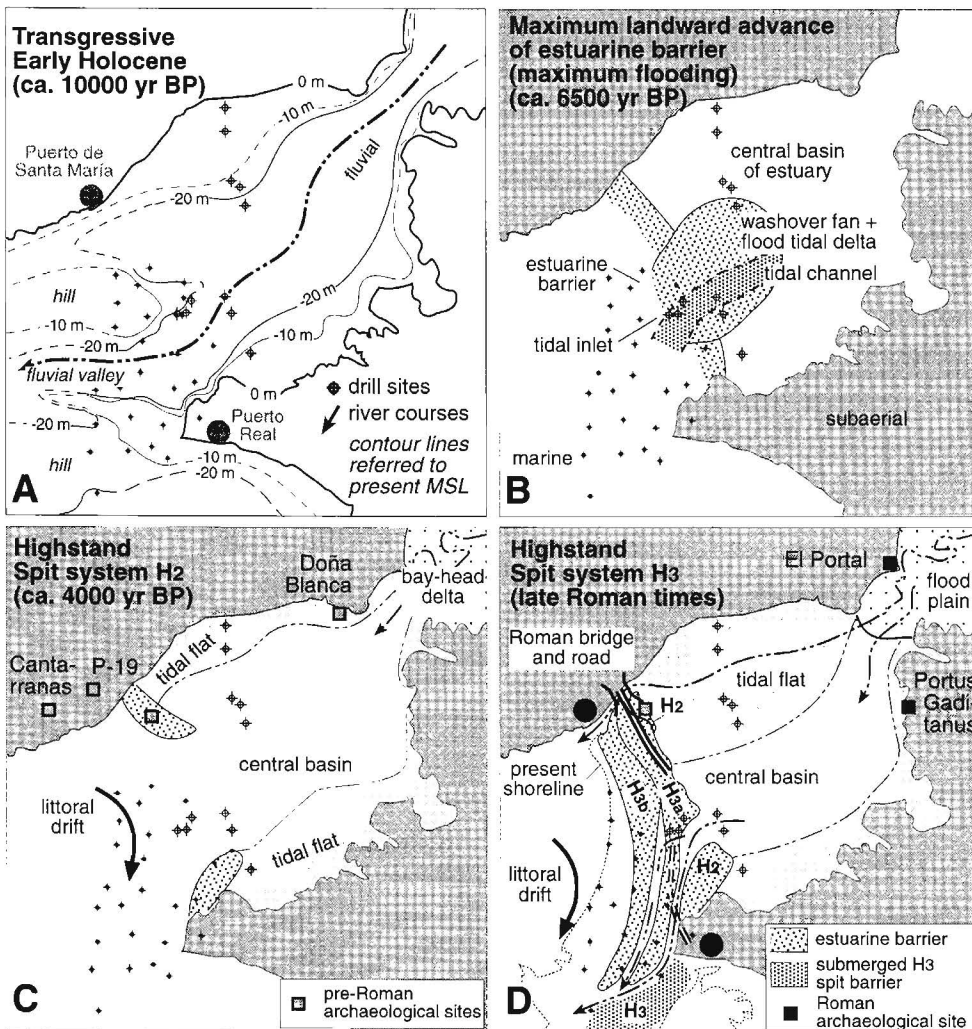 Transgressive
Early Holocene
(ca. 10000 yr BP)
0 m
-10 m
Puerto de
Santa María
-20 m
fluvial
hill
-10 m
-20 m
fluvial valley
-20 m
-10 m
0 m
drill sites
river courses
contour lines
referred to
present MSL
Puerto
Real
-20 m
hill
-10 m
-20 m
A
Maximum landward advance
of estuarine barrier
(maximum flooding)
(ca. 6500 yr BP)
central basin
of estuary
washover fan +
flood tidal delta
estuarine
barrier
tidal channel
tidal inlet
subaerial
marine
B
Highstand
Spit system H2
(ca. 4000 yr BP)
Doña
Blanca
bay-head-
delta
Canta-
rranas
P-19
tidal flat
central basin
littoral
drift
tidal flat
C
pre-Roman
archaeological sites
Highstand
Spit system H3
(late Roman times)
El Portal
flood
plain
Roman bridge
and road
H2
tidal flat
Portus
Gadi-
tanus
present
shoreline
H3b
H3a
central basin
littoral
drift
H2
H3
D
estuarine barrier
submerged H3
spit barrier
Roman
archaeological site